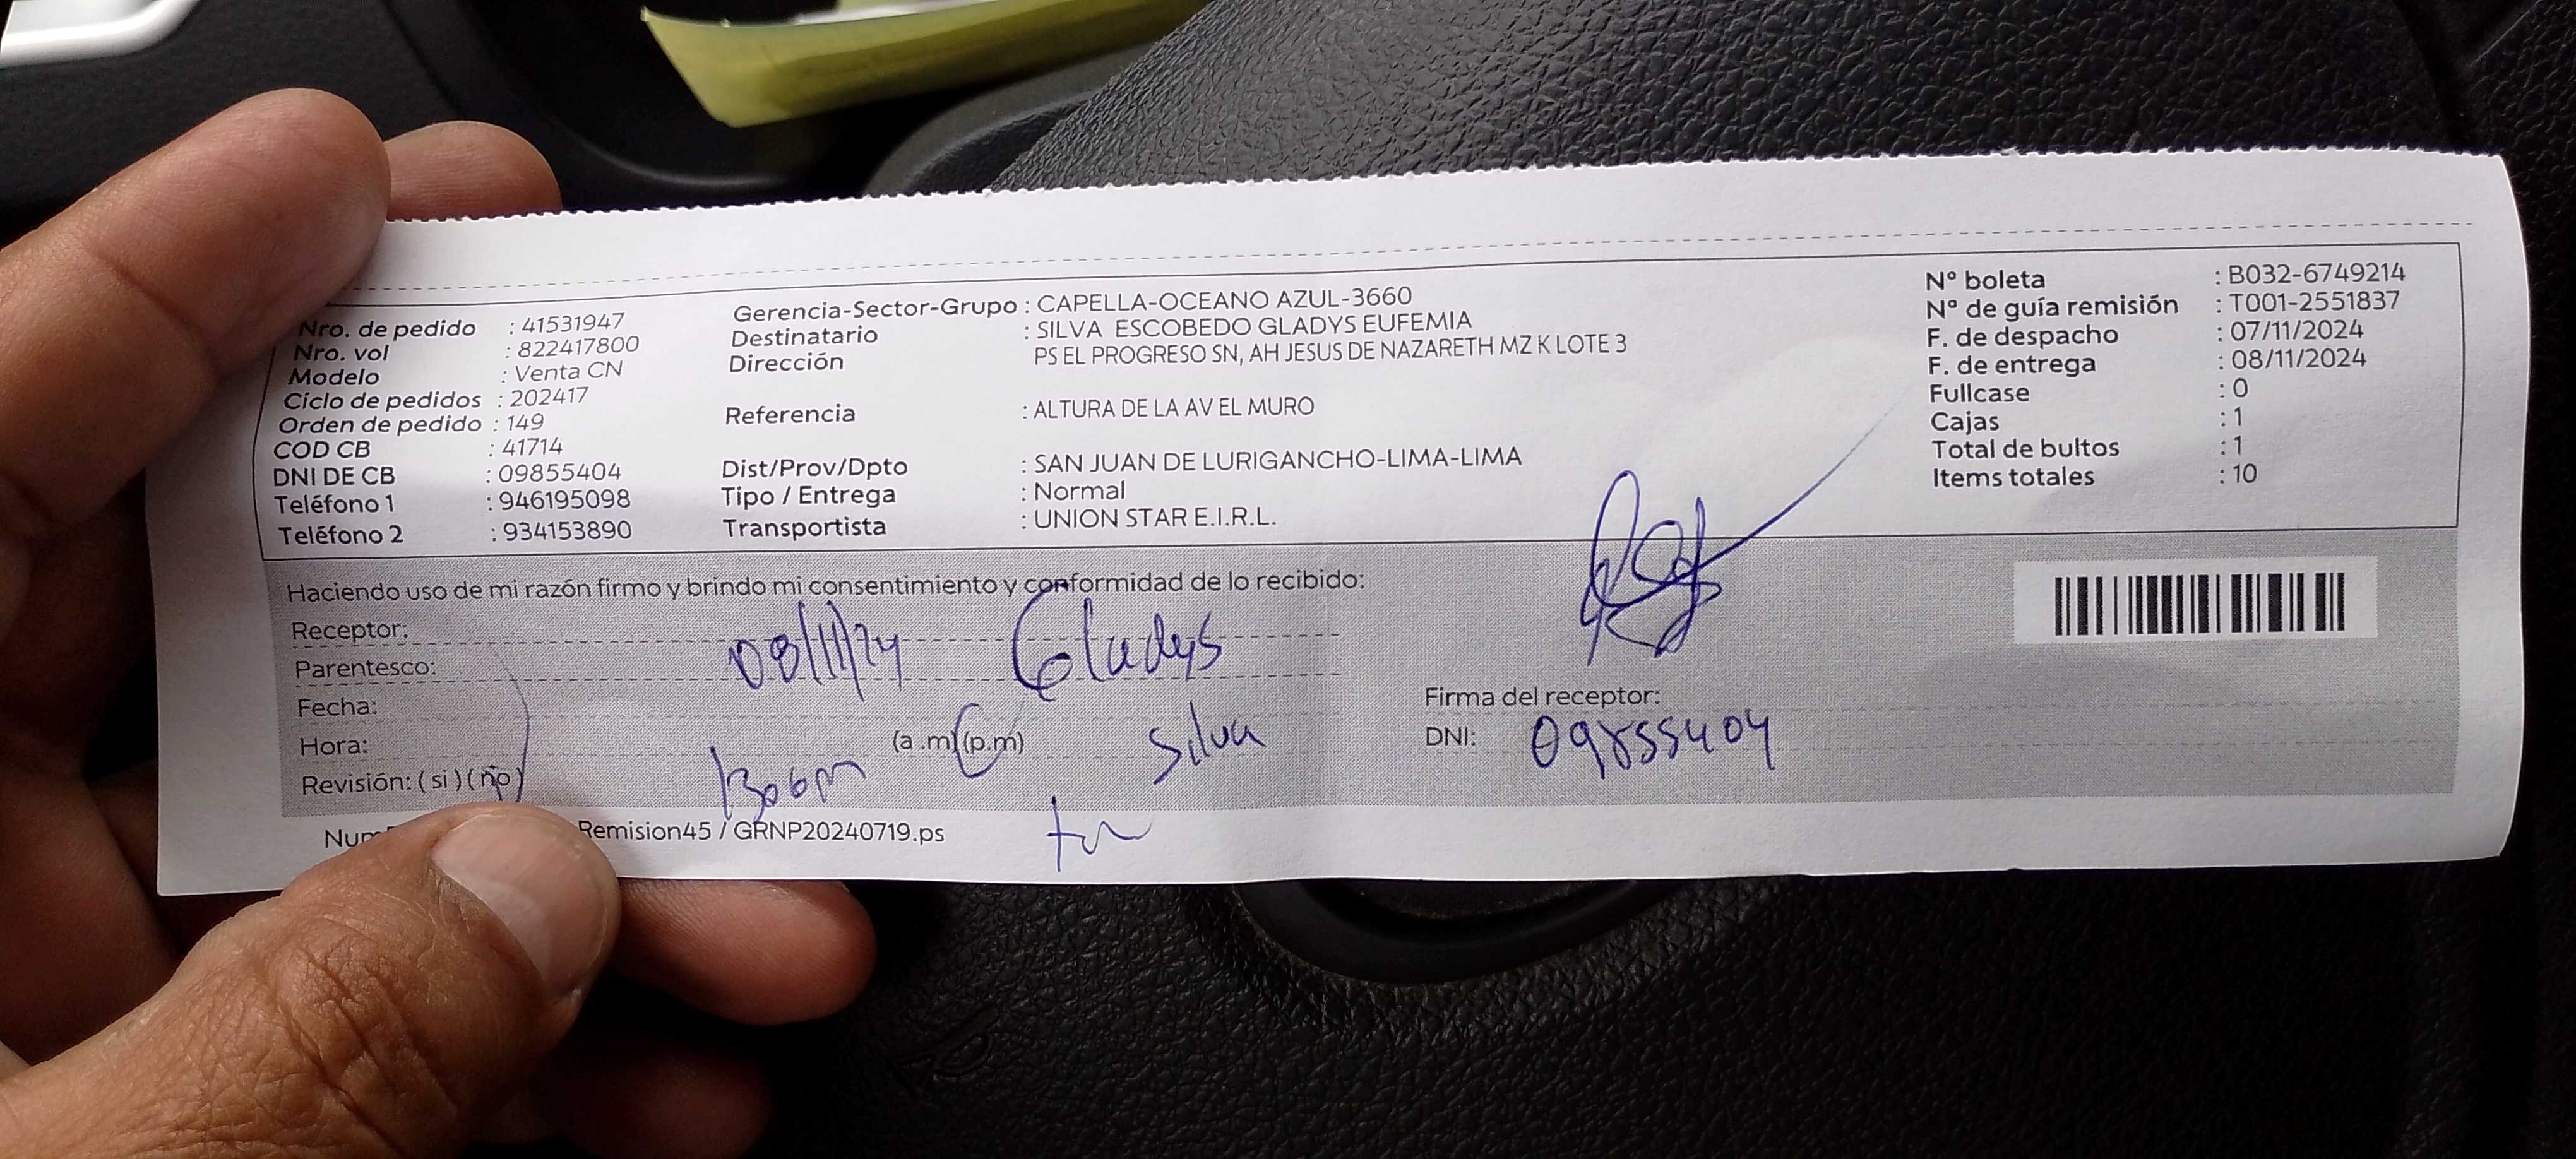 Nro. de pedido : 41531947
Nro. vol : 822417800
Modelo : Venta CN
Ciclo de pedidos : 202417
Orden de pedido : 149
COD CB : 41714
DNI DE CB : 09855404
Teléfono 1 : 946195098
Teléfono 2 : 934153890
Gerencia-Sector-Grupo : CAPELLA-OCEANO AZUL-3660
Destinatario : SILVA ESCOBEDO GLADYS EUFEMIA
Dirección PS EL PROGRESO SN, AH JESUS DE NAZARETH MZ K LOTE 3
Referencia : ALTURA DE LA AV EL MURO
Dist/Prov/Dpto : SAN JUAN DE LURIGANCHO-LIMA-LIMA
Tipo / Entrega : Normal
Transportista : UNION STAR E.I.R.L.
N° boleta : B032-6749214
Nº de guía remisión : T001-2551837
F. de despacho : 07/11/2024
F. de entrega : 08/11/2024
Fullcase : 0
Cajas : 1
Total de bultos : 1
Items totales : 10
Haciendo uso de mi razón firmo y brindo mi consentimiento y conformidad de lo recibido:
Receptor:
Parentesco: 08/11/24 Gladys
Fecha:
Hora: (a.m)(p.m) Silva
Revisión: (si) (no)
Firma del receptor:
DNI: 09855404
Remision45 / GRNP20240719.ps